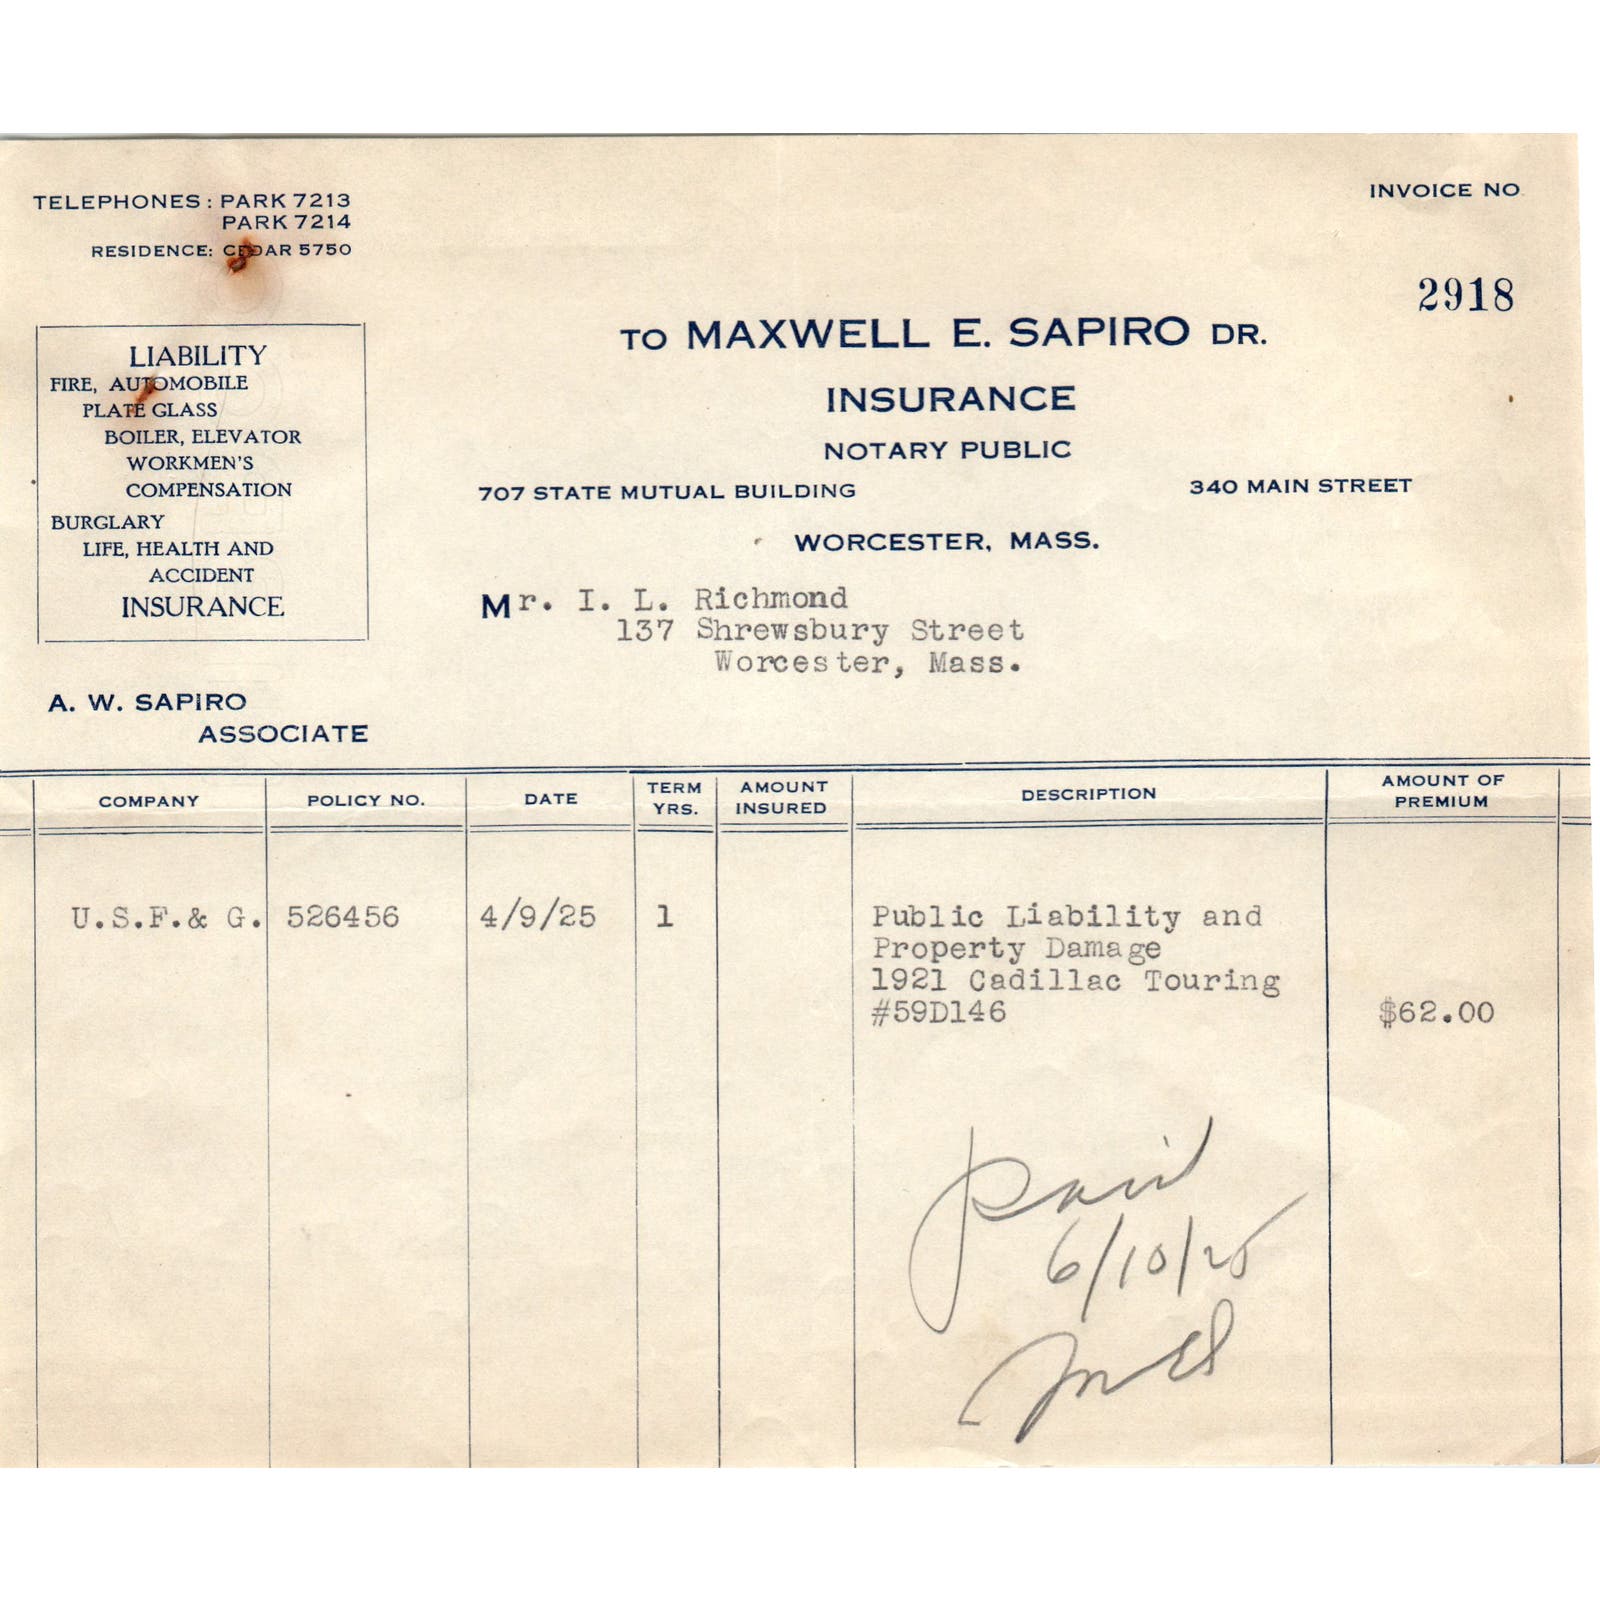 TELEPHONES: PARK 7213
PARK 7214
RESIDENCE: CEDAR 5750
INVOICE NO.
2918
LIABILITY
FIRE, AUTOMOBILE
PLATE GLASS
BOILER, ELEVATOR
WORKMEN'S
COMPENSATION
BURGLARY
LIFE, HEALTH AND
ACCIDENT
INSURANCE
A. W. SAPIRO
ASSOCIATE
TO MAXWELL E. SAPIRO DR.
INSURANCE
NOTARY PUBLIC
707 STATE MUTUAL BUILDING 340 MAIN STREET
WORCESTER, MASS.
Mr. I. L. Richmond
137 Shrewsbury Street
Worcester, Mass.
COMPANY POLICY NO. DATE TERM YRS. AMOUNT INSURED DESCRIPTION AMOUNT OF PREMIUM
U.S.F.& G. 526456 4/9/25 1 Public Liability and
Property Damage
1921 Cadillac Touring
#59D146 $62.00
Paid
6/10/25